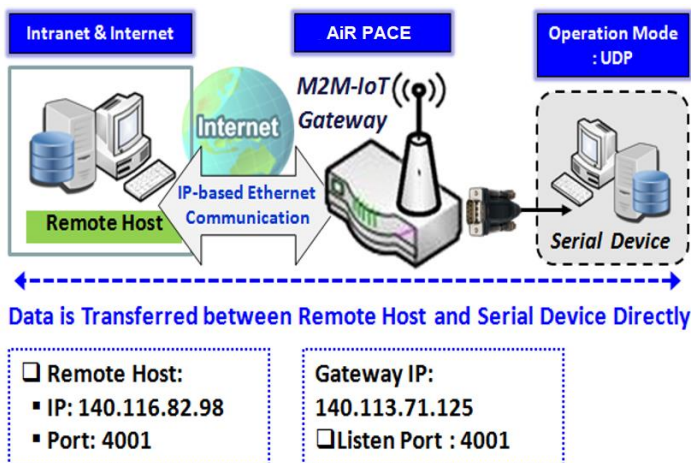 Intranet & Internet
AiR PACE
Operation Mode
: UDP
M2M-IoT
Gateway
Internet
IP-based Ethernet
Communication
Remote Host
Serial Device
Data is Transferred between Remote Host and Serial Device Directly
❑ Remote Host:
▪ IP: 140.116.82.98
▪ Port: 4001
Gateway IP:
140.113.71.125
❑Listen Port : 4001